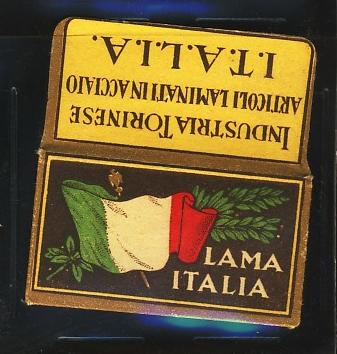 INDUSTRIA TORINESE
ARTICOLI LAMINATI IN ACCIAIO
I.T.A.L.I.A.
LAMA
ITALIA